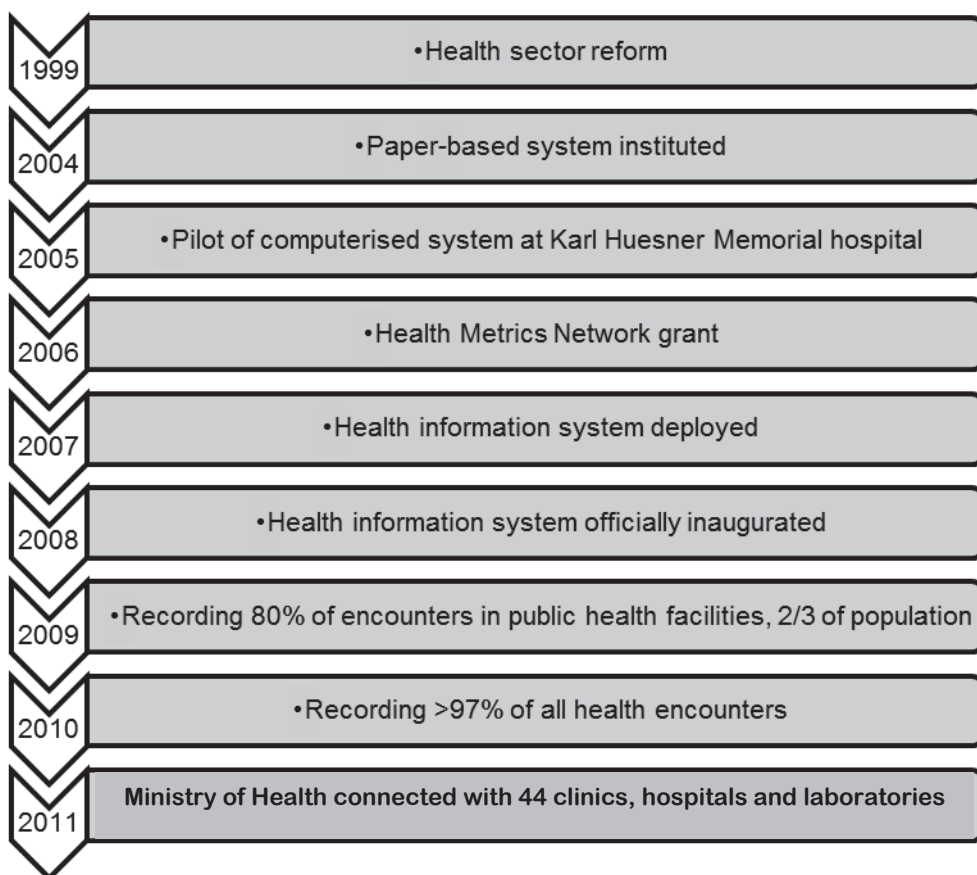 1999
•Health sector reform
2004
•Paper-based system instituted
2005
•Pilot of computerised system at Karl Huesner Memorial hospital
2006
•Health Metrics Network grant
2007
•Health information system deployed
2008
•Health information system officially inaugurated
2009
•Recording 80% of encounters in public health facilities, 2/3 of population
2010
•Recording >97% of all health encounters
2011
Ministry of Health connected with 44 clinics, hospitals and laboratories